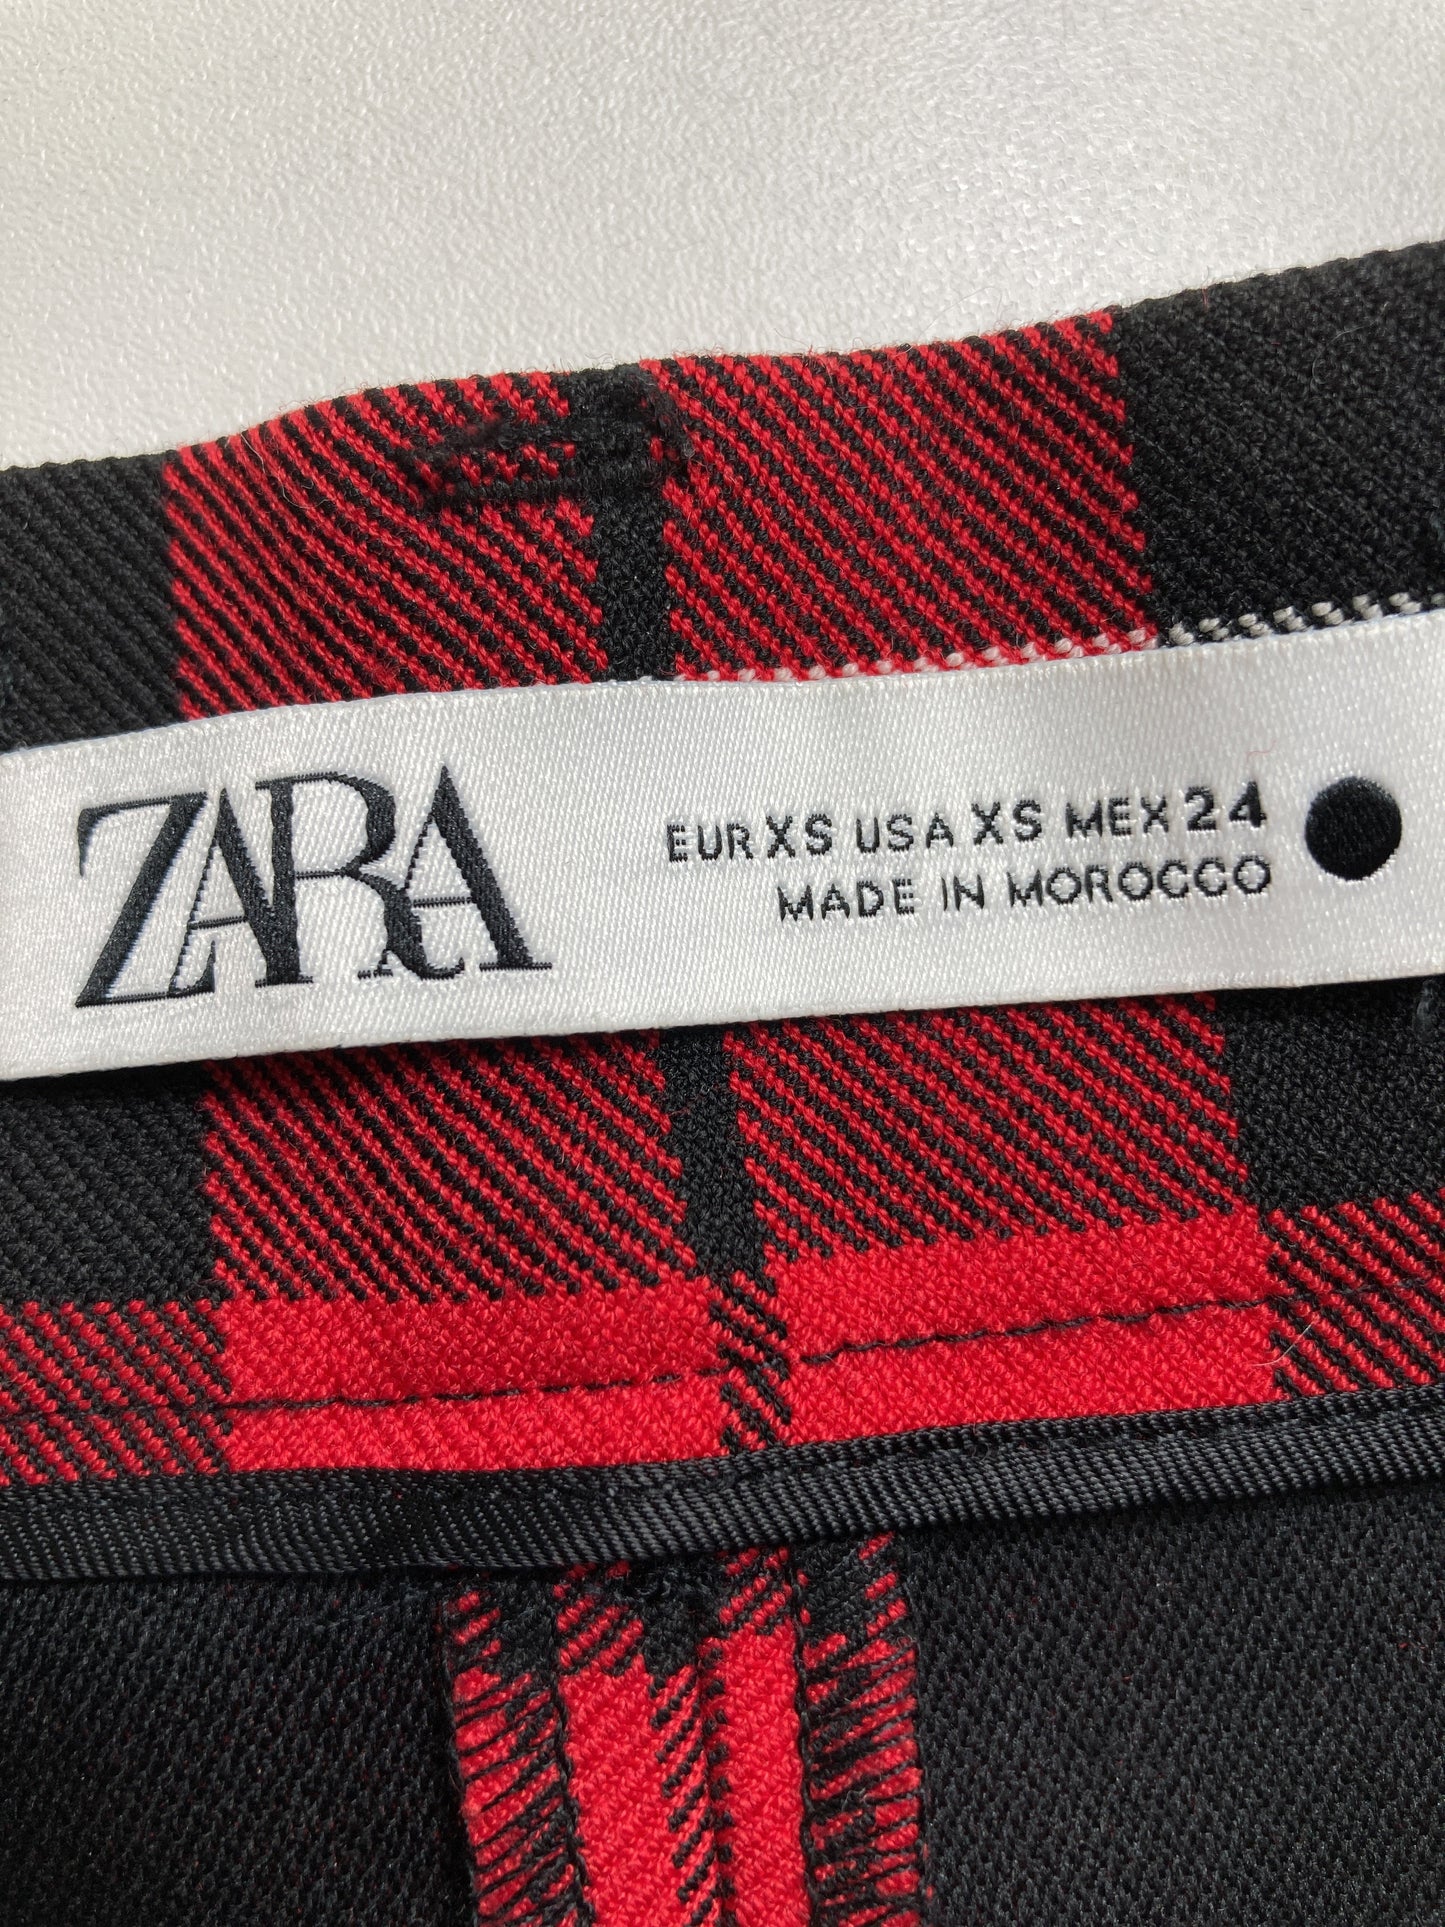 ZARA
EUR XS USA XS MEX 24
MADE IN MOROCCO